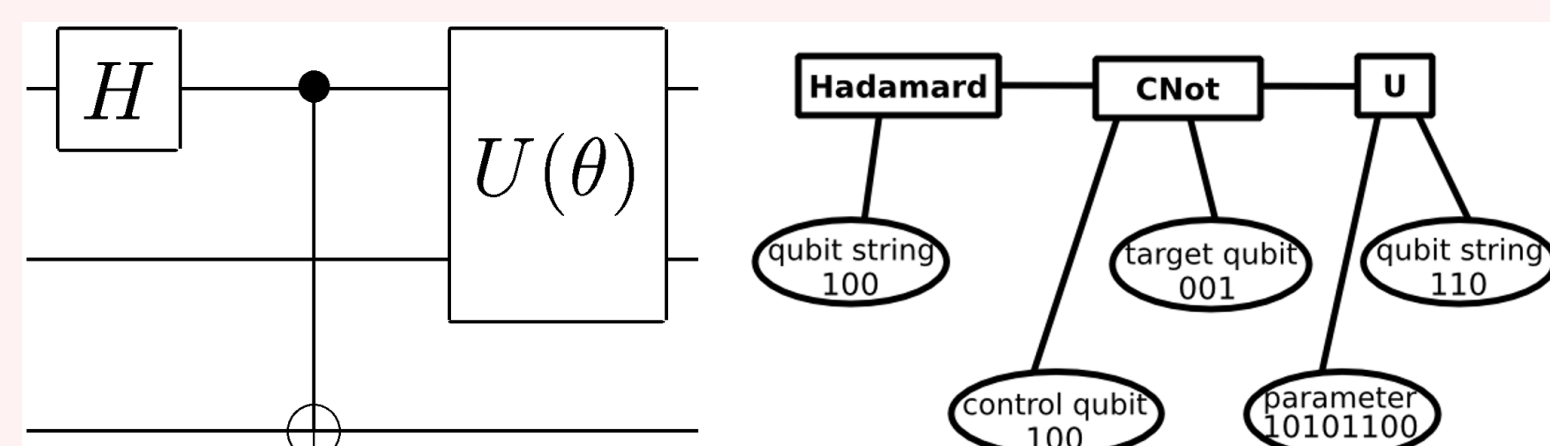 H
U(θ)
Hadamard
CNot
U
qubit string
100
target qubit
001
qubit string
110
control qubit
100
parameter
10101100